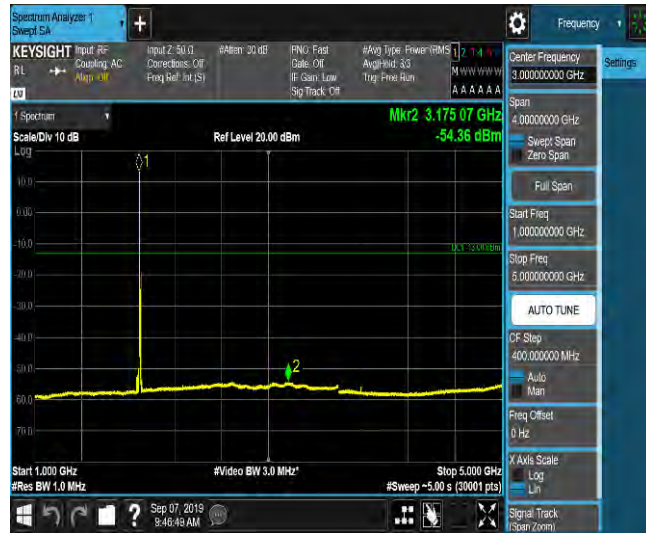 Spectrum Analyzer 1
Swept SA
+
Frequency
KEYSIGHT
RL
Input: RF
Coupling: AC
Align: Off
Input Z: 50 Ω
Corrections: Off
Freq Ref: Int (S)
#Atten: 30 dB
PNO: Fast
Gate: Off
IF Gain: Low
Sig Track: Off
#Avg Type: Power (RMS
Avg|Hold: 3/3
Trig: Free Run
M W W W W W
A A A A A A
1 Spectrum
Scale/Div 10 dB
Ref Level 20.00 dBm
Mkr2 3.175 07 GHz
-54.36 dBm
Log
1
10.0
0.00
-10.0
DL1 -13.00 dBm
-20.0
-30.0
-40.0
-50.0
2
-60.0
-70.0
Start 1.000 GHz
#Video BW 3.0 MHz*
Stop 5.000 GHz
#Res BW 1.0 MHz
#Sweep ~5.00 s (30001 pts)
?
Sep 07, 2019
9:46:49 AM
Settings
Center Frequency
3.000000000 GHz
Span
4.00000000 GHz
Swept Span
Zero Span
Full Span
Start Freq
1.000000000 GHz
Stop Freq
5.000000000 GHz
AUTO TUNE
CF Step
400.000000 MHz
Auto
Man
Freq Offset
0 Hz
X Axis Scale
Log
Lin
Signal Track
(Span Zoom)